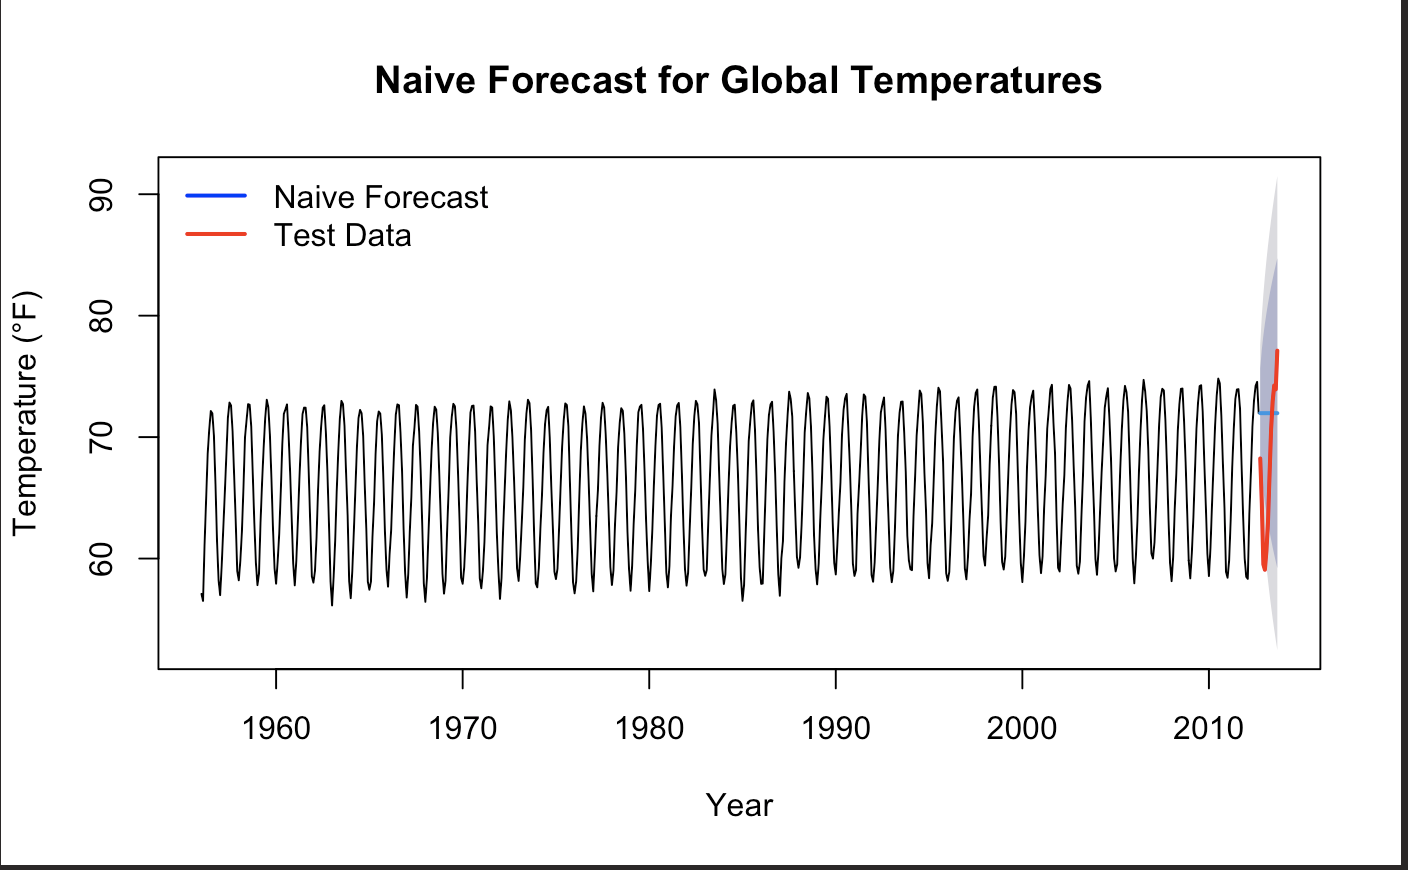 Naive Forecast for Global Temperatures
Naive Forecast
Test Data
Temperature (°F)
90
80
70
60
1960 1970 1980 1990 2000 2010
Year